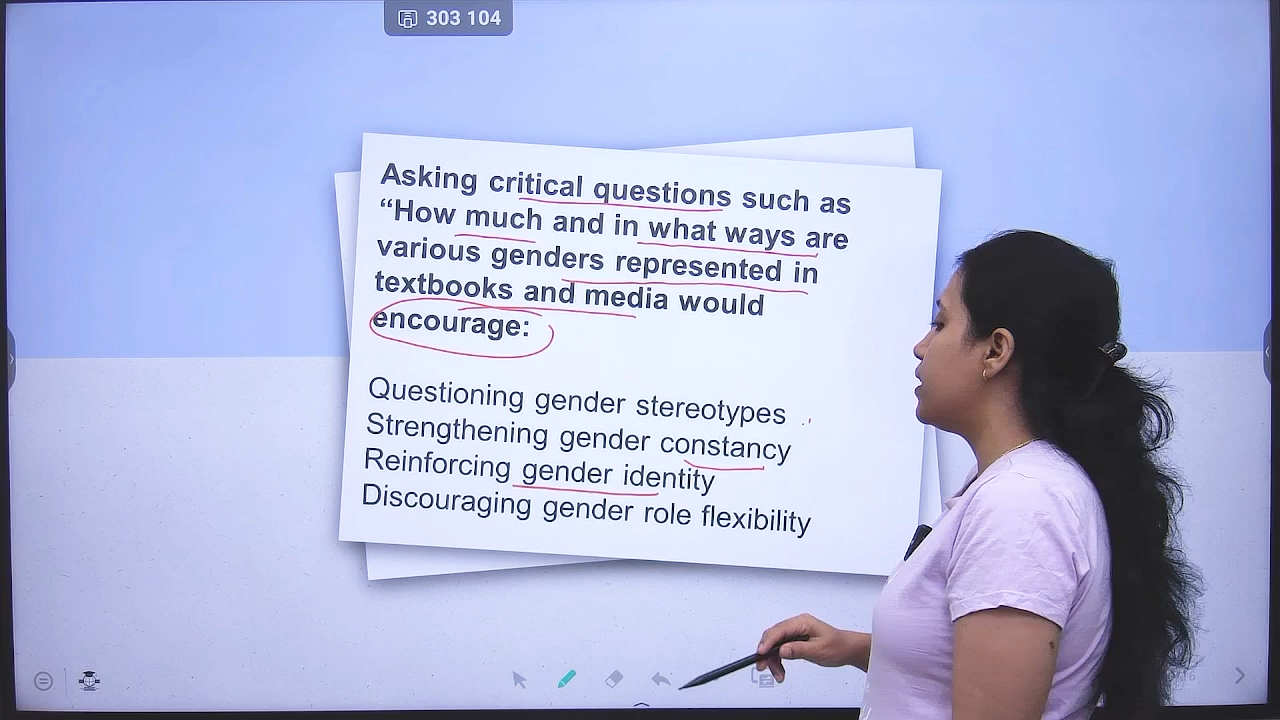 303 104
Asking critical questions such as
“How much and in what ways are
various genders represented in
textbooks and media would
encourage:
Questioning gender stereotypes
Strengthening gender constancy
Reinforcing gender identity
Discouraging gender role flexibility